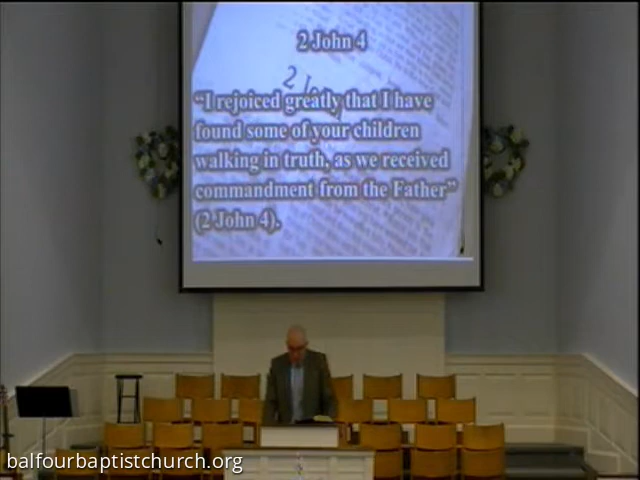 2 John 4
“I rejoiced greatly that I have
found some of your children
walking in truth, as we received
commandment from the Father”
(2 John 4).
balfourbaptistchurch.org